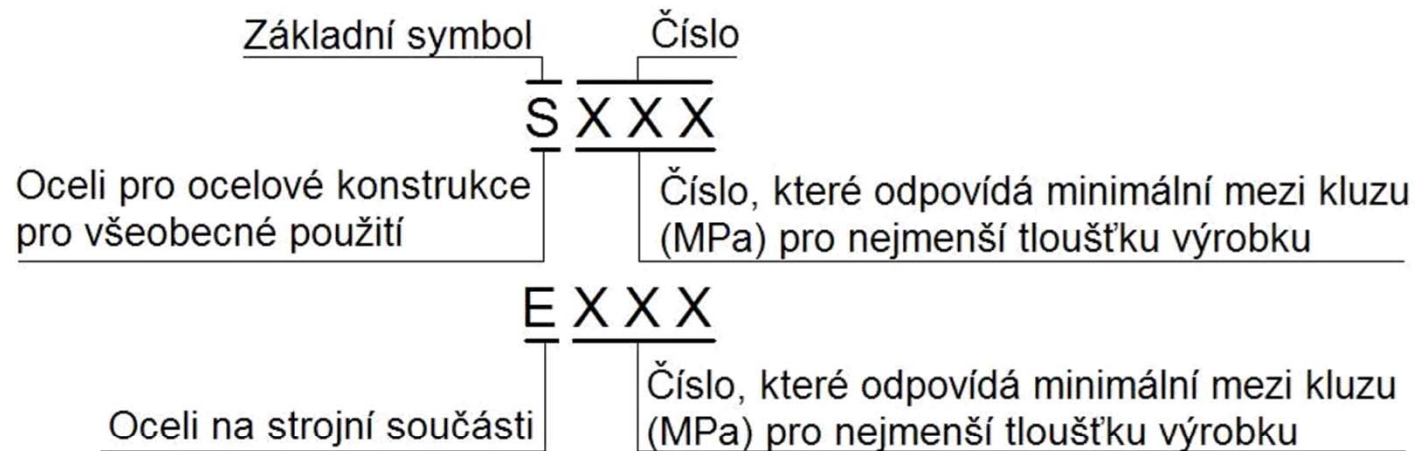 Základní symbol Číslo
S X X X
Oceli pro ocelové konstrukce
pro všeobecné použití
Číslo, které odpovídá minimální mezi kluzu
(MPa) pro nejmenší tloušťku výrobku
E X X X
Oceli na strojní součásti
Číslo, které odpovídá minimální mezi kluzu
(MPa) pro nejmenší tloušťku výrobku